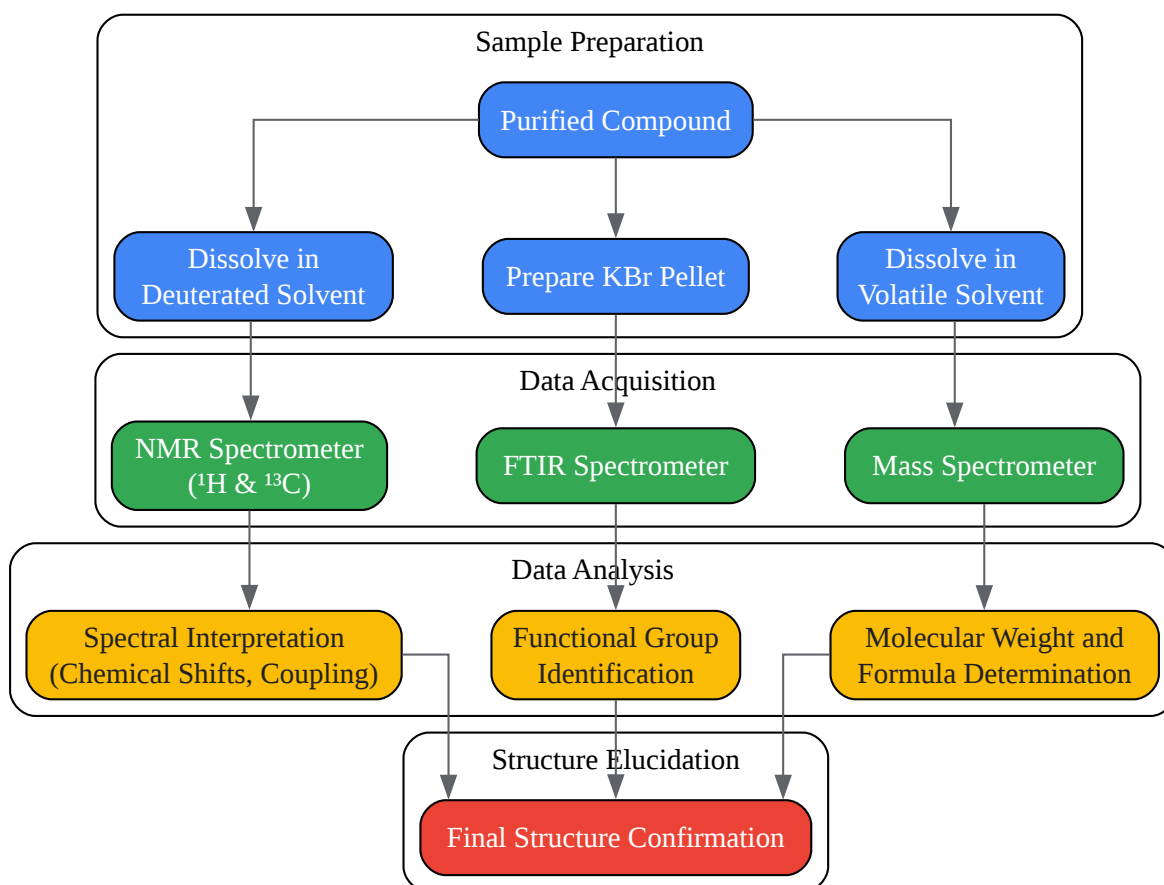 Sample Preparation
Purified Compound
Dissolve in
Deuterated Solvent
Prepare KBr Pellet
Dissolve in
Volatile Solvent
Data Acquisition
NMR Spectrometer
(¹H & ¹³C)
FTIR Spectrometer
Mass Spectrometer
Data Analysis
Spectral Interpretation
(Chemical Shifts, Coupling)
Functional Group
Identification
Molecular Weight and
Formula Determination
Structure Elucidation
Final Structure Confirmation